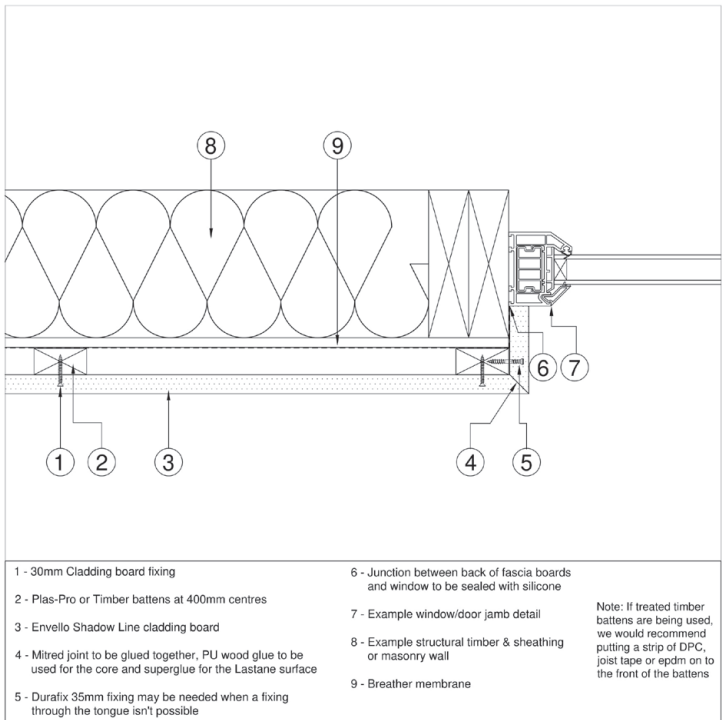 8
9
6
7
1
2
3
4
5
1 - 30mm Cladding board fixing
2 - Plas-Pro or Timber battens at 400mm centres
3 - Envello Shadow Line cladding board
4 - Mitred joint to be glued together, PU wood glue to
be used for the core and superglue for the Lastane surface
5 - Durafix 35mm fixing may be needed when a fixing
through the tongue isn't possible
6 - Junction between back of fascia boards
and window to be sealed with silicone
7 - Example window/door jamb detail
8 - Example structural timber & sheathing
or masonry wall
9 - Breather membrane
Note: If treated timber
battens are being used,
we would recommend
putting a strip of DPC,
joist tape or epdm on to
the front of the battens